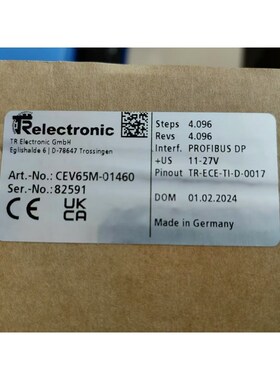 TRelectronic
TR Electronic GmbH
Eglishalde 6 | D-78647 Trossingen
Art.-No.: CEV65M-01460
Ser.-No.: 82591
CE UK CA
Steps 4.096
Revs 4.096
Interf. PROFIBUS DP
+US 11-27V
Pinout TR-ECE-TI-D-0017
DOM 01.02.2024
Made in Germany